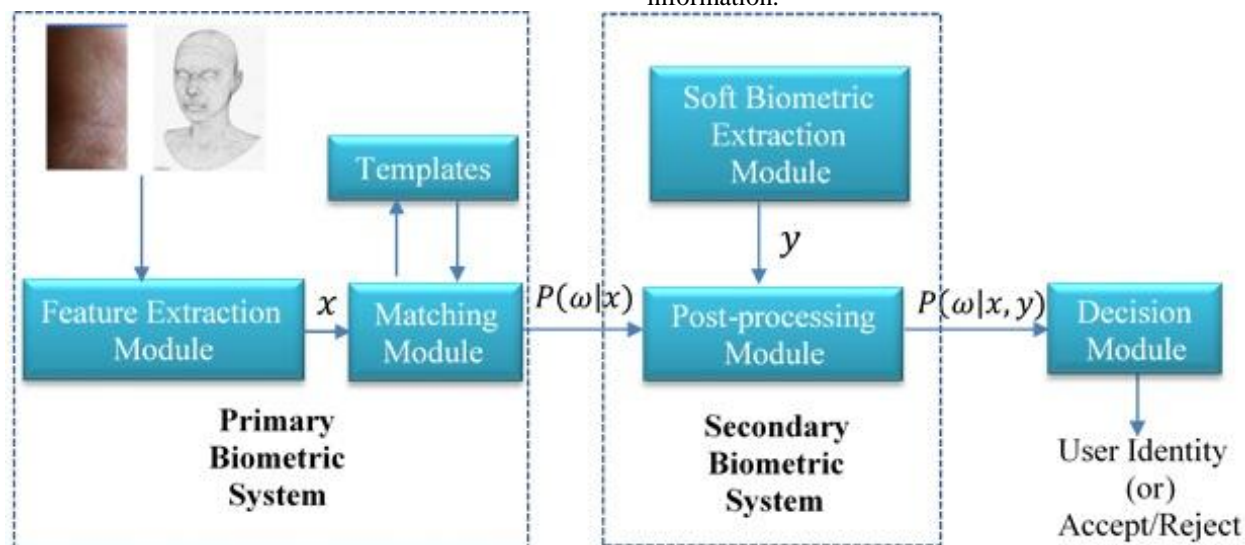 information.
Templates
Soft Biometric
Extraction
Module
y
Feature Extraction
Module
x
Matching
Module
P(ω|x)
Post-processing
Module
P(ω|x, y)
Decision
Module
Primary
Biometric
System
Secondary
Biometric
System
User Identity
(or)
Accept/Reject